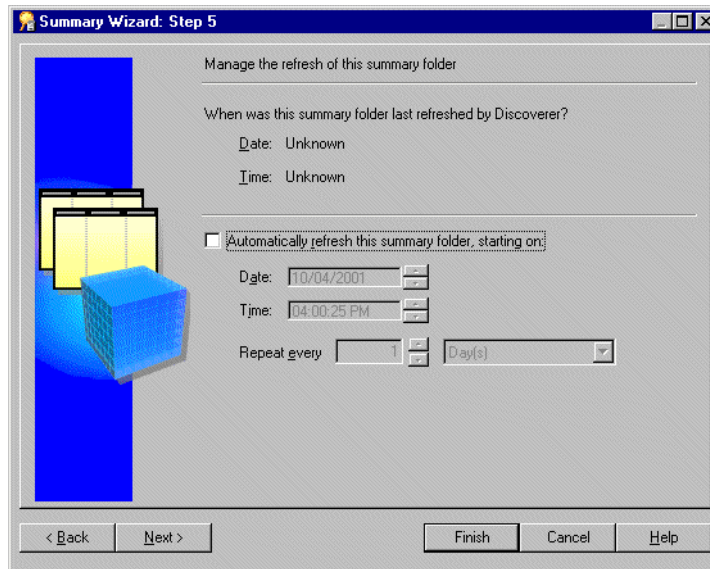 Summary Wizard: Step 5
Manage the refresh of this summary folder
When was this summary folder last refreshed by Discoverer?
Date: Unknown
Time: Unknown
Automatically refresh this summary folder, starting on:
Date: 10/04/2001
Time: 04:00:25 PM
Repeat every 1 Day(s)
< Back Next > Finish Cancel Help